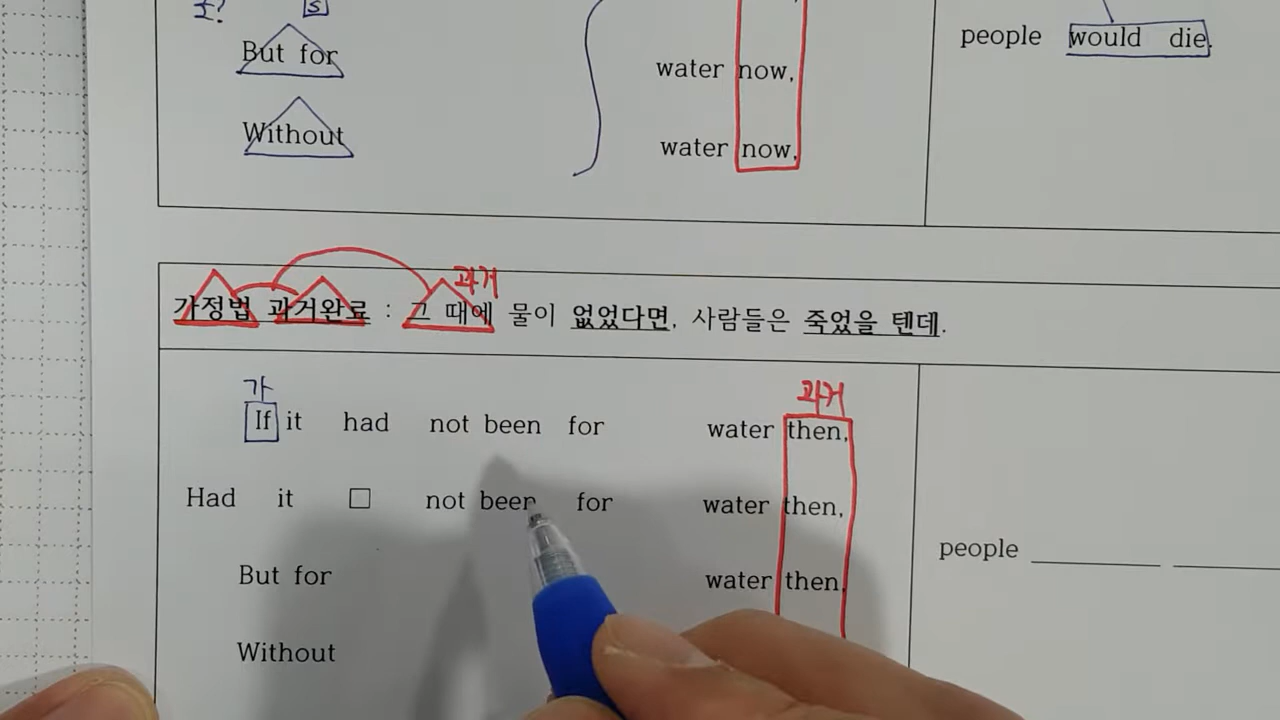 S
But for
water now,
people would die.
Without
water now,
과거
가정법 과거완료 : 그 때에 물이 없었다면, 사람들은 죽었을 텐데.
가
과거
If it had not been for water then,
Had it □ not been for water then,
people
But for water then,
Without